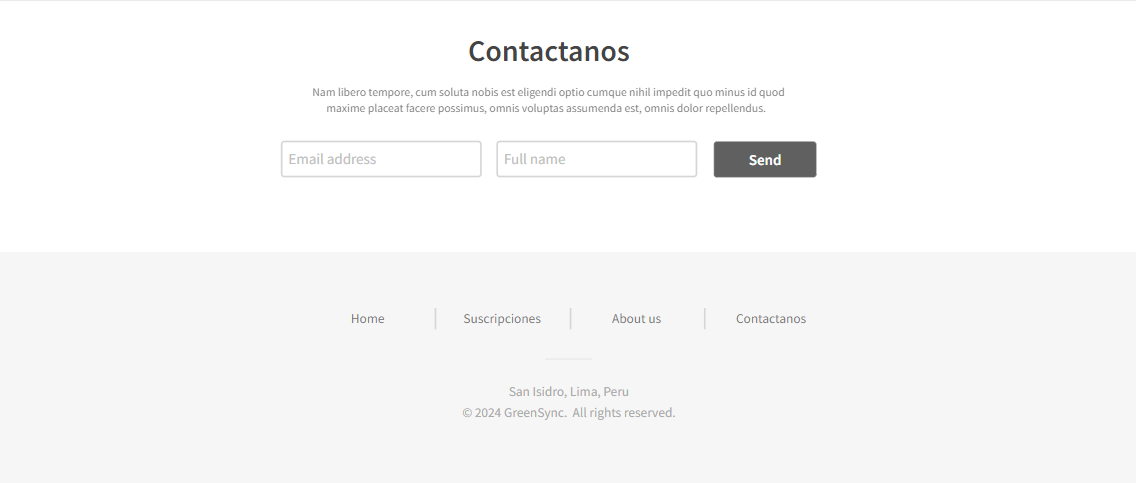 Contactanos
Nam libero tempore, cum soluta nobis est eligendi optio cumque nihil impedit quo minus id quod
maxime placeat facere possimus, omnis voluptas assumenda est, omnis dolor repellendus.
Email address Full name Send
Home Suscripciones About us Contactanos
San Isidro, Lima, Peru
© 2024 GreenSync. All rights reserved.